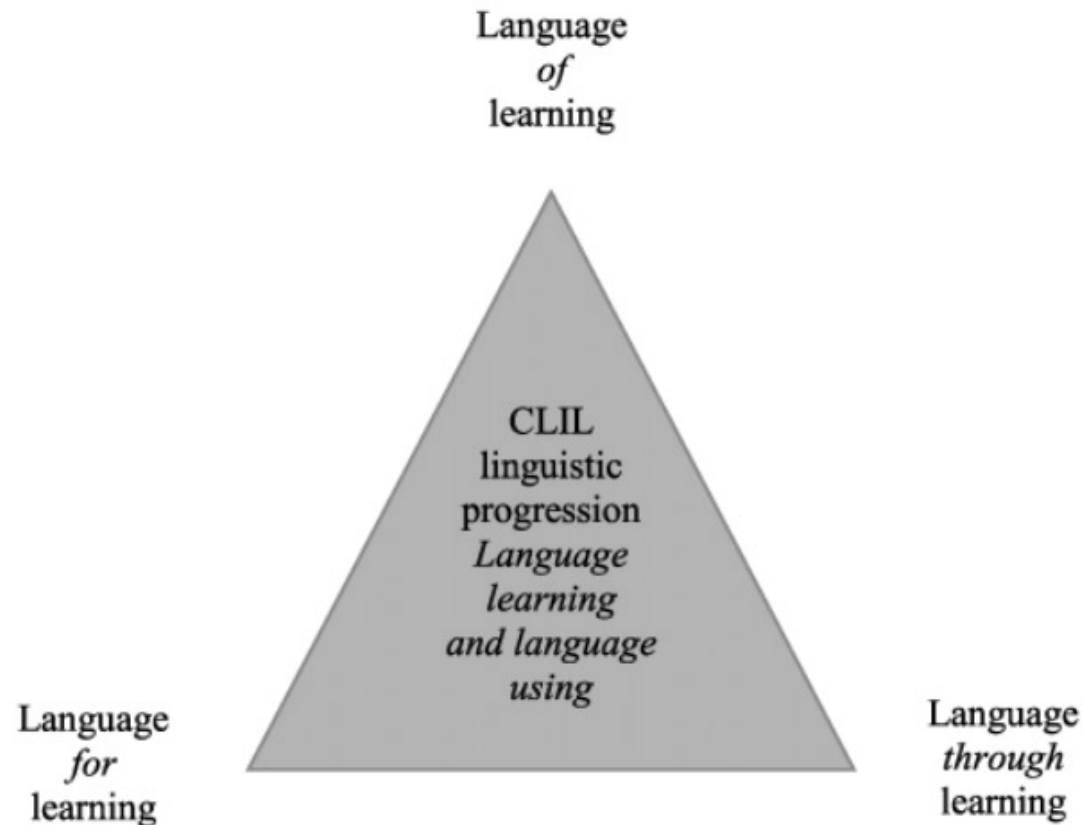 Language
of
learning
CLIL
linguistic
progression
Language
learning
and language
using
Language
for
learning
Language
through
learning